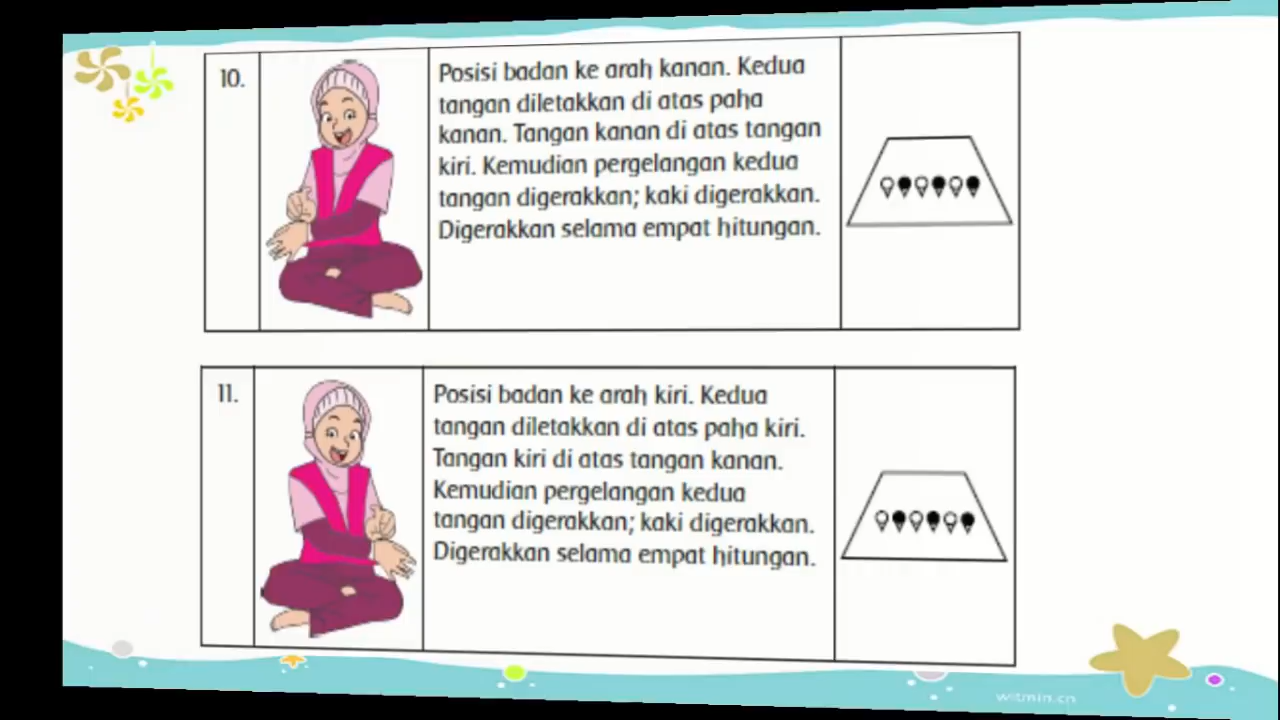 10.
Posisi badan ke arah kanan. Kedua
tangan diletakkan di atas paha
kanan. Tangan kanan di atas tangan
kiri. Kemudian pergelangan kedua
tangan digerakkan; kaki digerakkan.
Digerakkan selama empat hitungan.
11.
Posisi badan ke arah kiri. Kedua
tangan diletakkan di atas paha kiri.
Tangan kiri di atas tangan kanan.
Kemudian pergelangan kedua
tangan digerakkan; kaki digerakkan.
Digerakkan selama empat hitungan.
witmin.cn